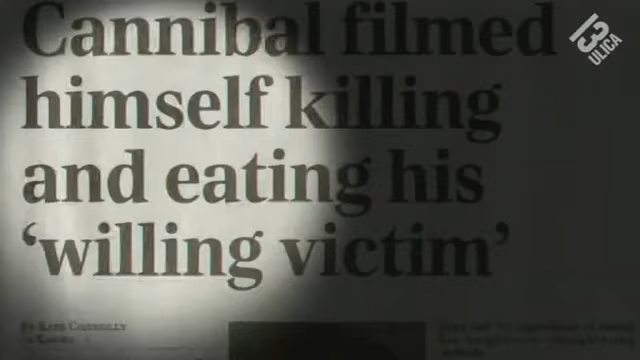 Cannibal filmed
himself killing
and eating his
‘willing victim’
13
ULICA